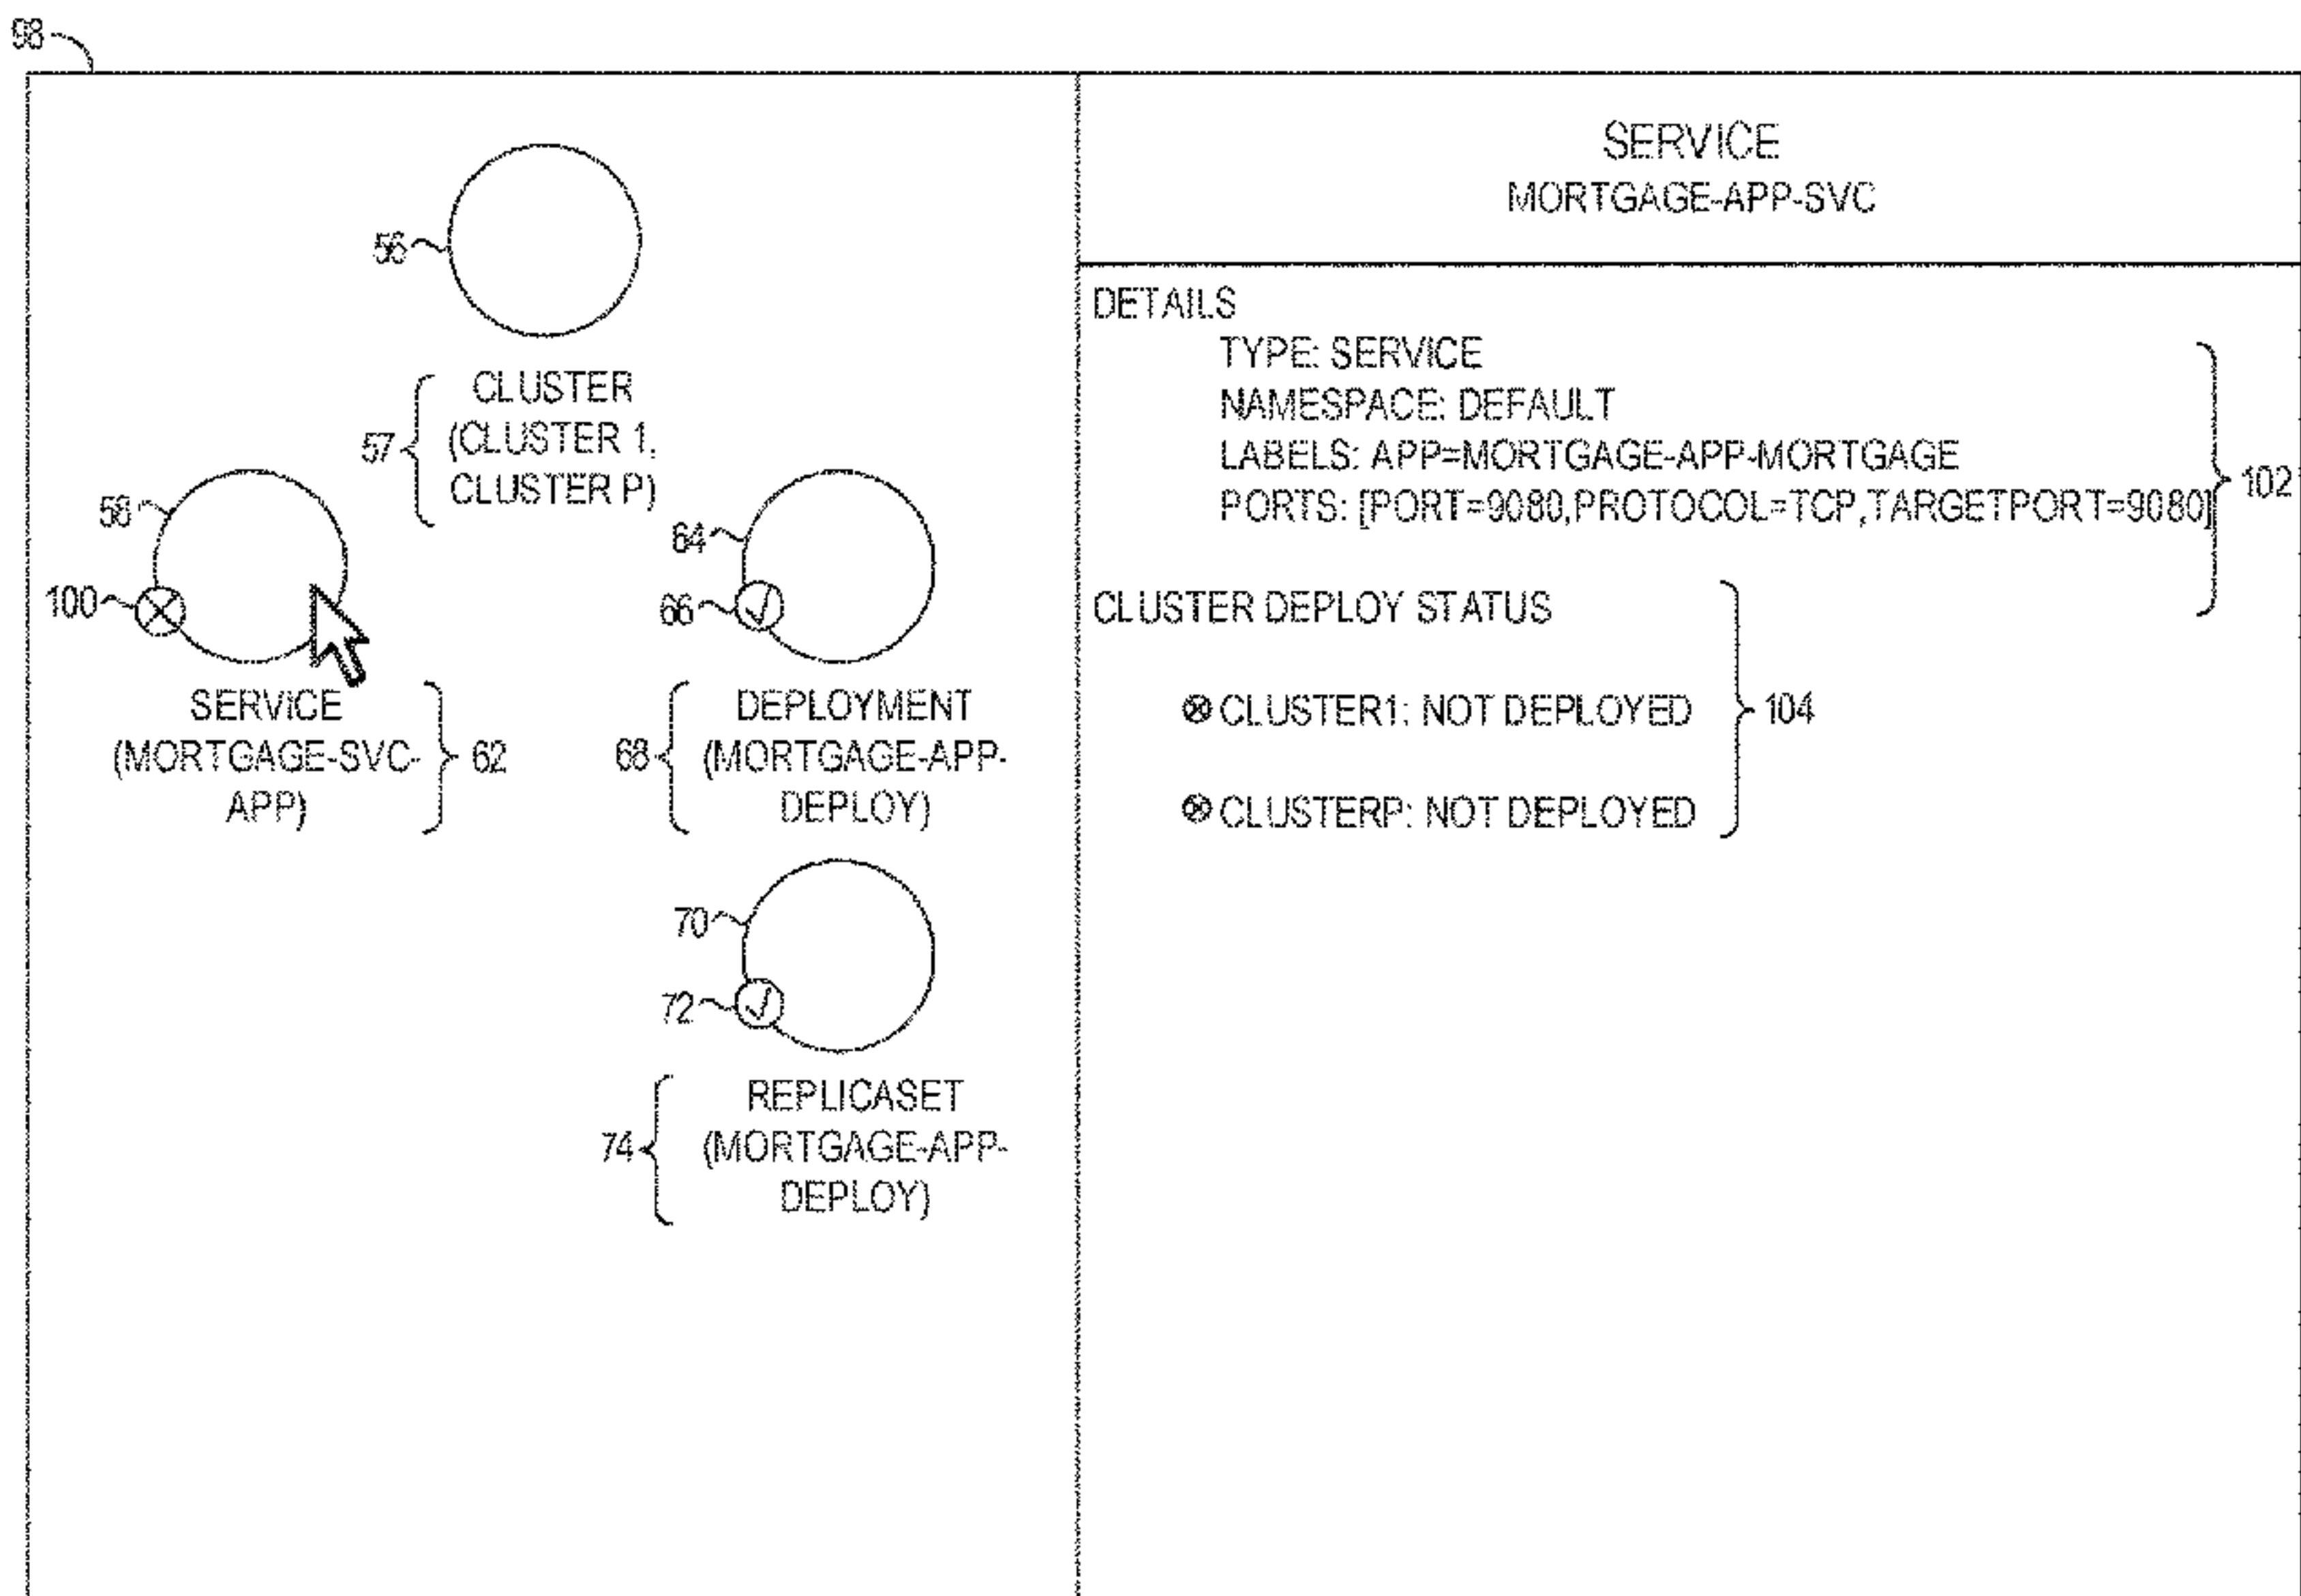 98
56
CLUSTER
(CLUSTER 1,
CLUSTER P)
57
58
100
SERVICE
(MORTGAGE-SVC-
APP)
62
64
66
DEPLOYMENT
(MORTGAGE-APP-
DEPLOY)
68
70
72
REPLICASET
(MORTGAGE-APP-
DEPLOY)
74
SERVICE
MORTGAGE-APP-SVC
DETAILS
TYPE: SERVICE
NAMESPACE: DEFAULT
LABELS: APP=MORTGAGE-APP-MORTGAGE
PORTS: [PORT=9080,PROTOCOL=TCP,TARGETPORT=9080]
102
CLUSTER DEPLOY STATUS
CLUSTER1: NOT DEPLOYED
CLUSTERP: NOT DEPLOYED
104